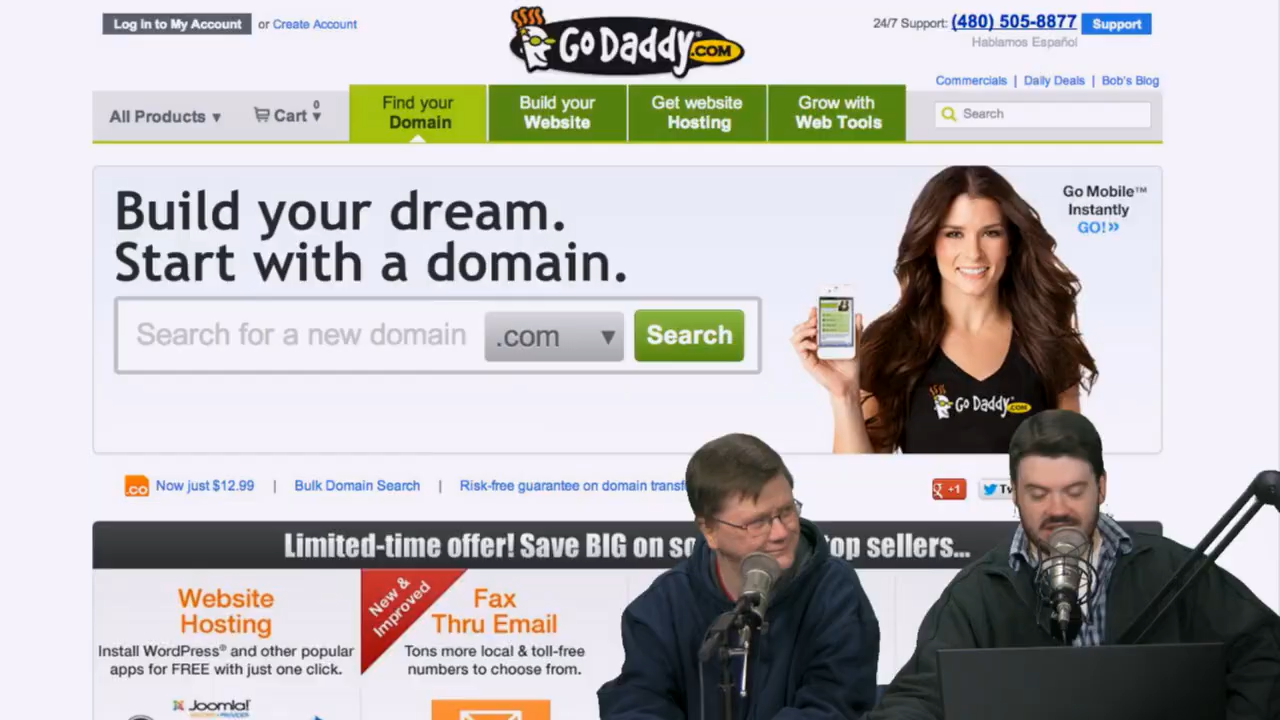 Log in to My Account or Create Account
24/7 Support: (480) 505-8877 Support
Hablamos Español
GoDaddy.COM
Commercials | Daily Deals | Bob's Blog
All Products ▾
Cart 0 ▾
Find your
Domain
Build your
Website
Get website
Hosting
Grow with
Web Tools
Search
Build your dream.
Start with a domain.
Search for a new domain .com ▾ Search
Go Mobile™
Instantly
GO!»
Go Daddy.COM
.co Now just $12.99 | Bulk Domain Search | Risk-free guarantee on domain transf
g +1
Tw
Limited-time offer! Save BIG on so top sellers...
Website
Hosting
Install WordPress® and other popular
apps for FREE with just one click.
Joomla!
New &
Improved
Fax
Thru Email
Tons more local & toll-free
numbers to choose from.